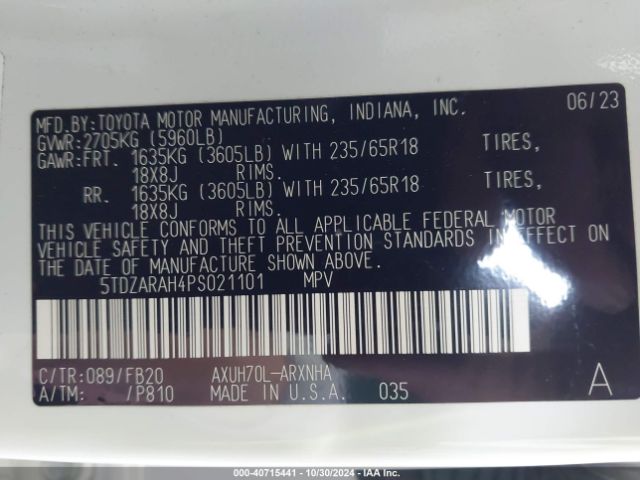 MFD.BY:TOYOTA MOTOR MANUFACTURING, INDIANA, INC. 06/23
GVWR:2705KG (5960LB)
GAWR:FRT. 1635KG (3605LB) WITH 235/65R18 TIRES,
18X8J RIMS.
RR. 1635KG (3605LB) WITH 235/65R18 TIRES,
18X8J RIMS.
THIS VEHICLE CONFORMS TO ALL APPLICABLE FEDERAL MOTOR
VEHICLE SAFETY AND THEFT PREVENTION STANDARDS IN EFFECT ON
THE DATE OF MANUFACTURE SHOWN ABOVE.
5TDZARAH4PS021101 MPV
C/TR:089/FB20 AXUH70L-ARXNHA
A/TM: /P810 MADE IN U.S.A. 035 A
000-40715441 - 10/30/2024 - IAA, Inc.